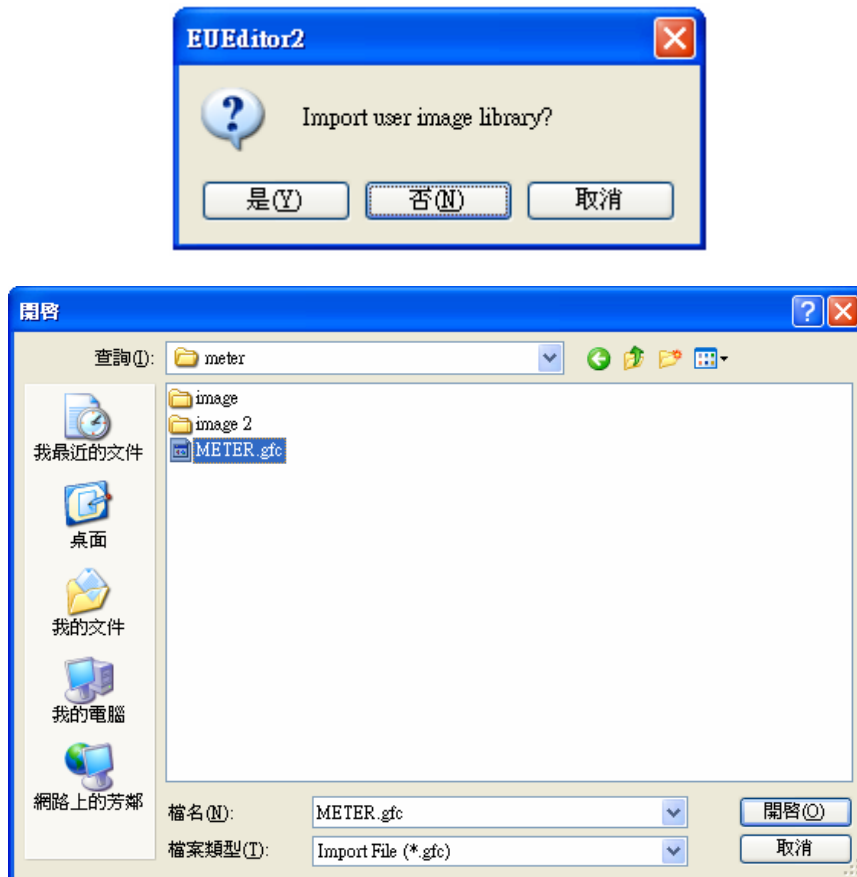 EUEditor2
Import user image library?
是(Y)
否(N)
取消
開啓
查詢(I):
meter
image
image 2
METER.gfc
我最近的文件
桌面
我的文件
我的電腦
網路上的芳鄰
檔名(N):
METER.gfc
開啓(O)
檔案類型(T):
Import File (*.gfc)
取消